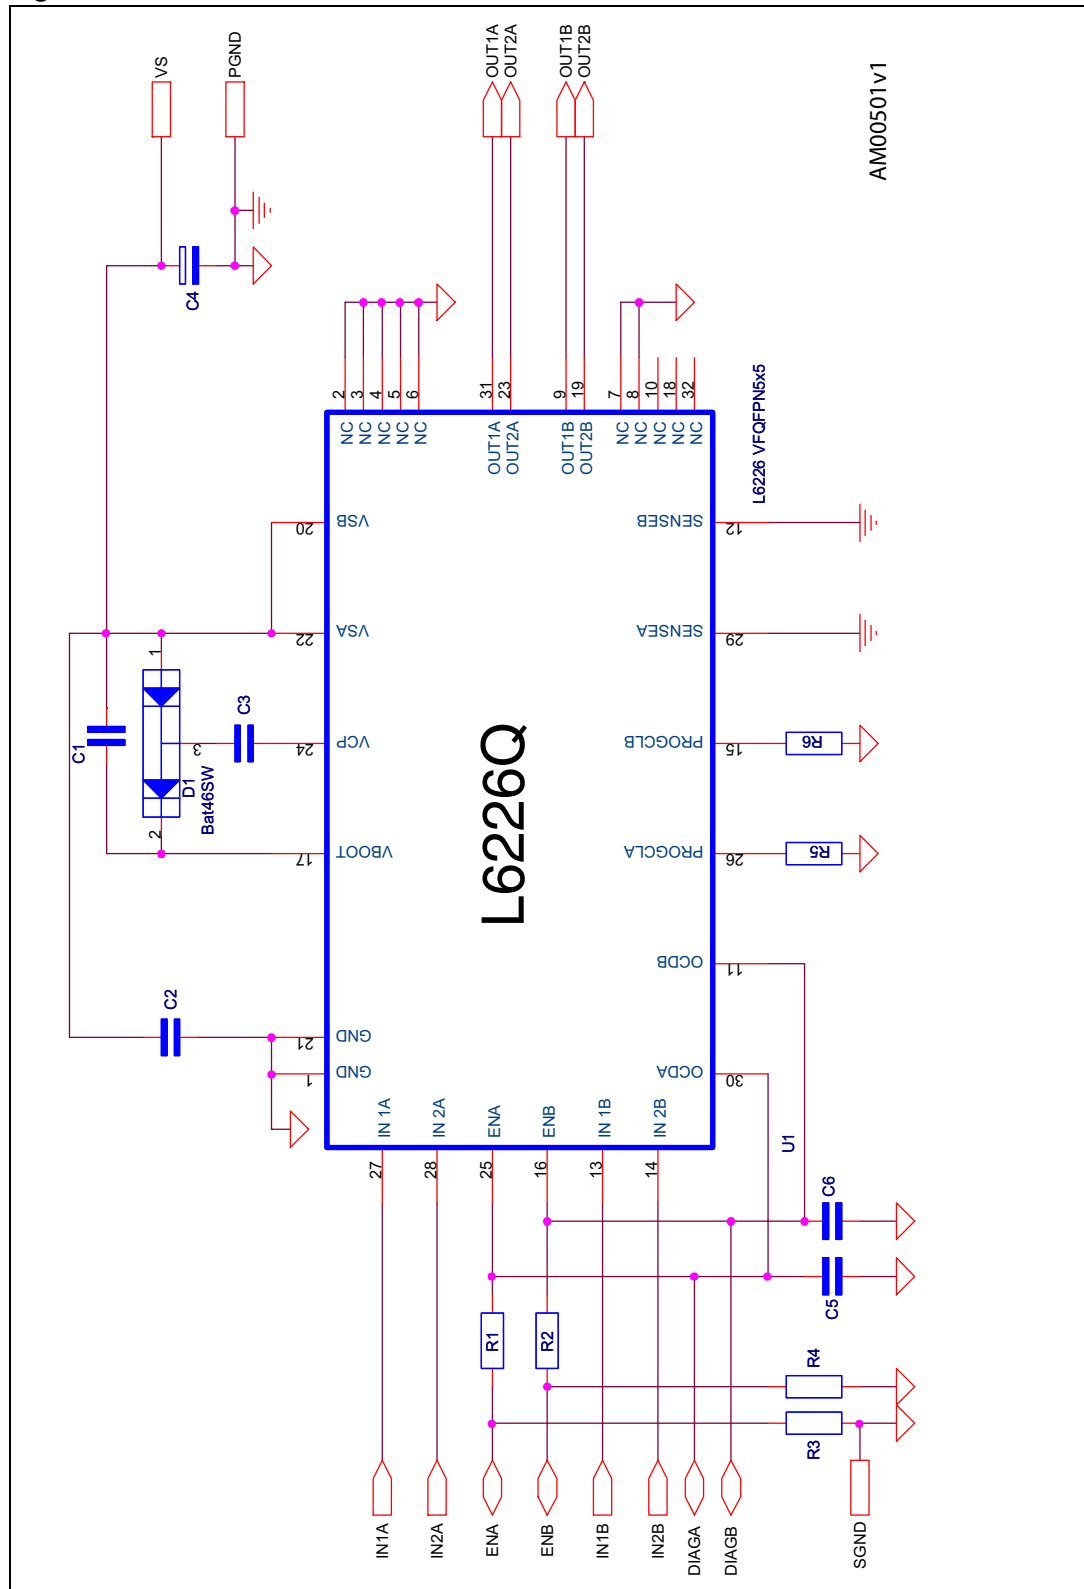 VS
PGND
OUT1A
OUT2A
OUT1B
OUT2B
AM00501v1
C4
2
3
4
5
6
31
23
9
19
7
8
10
18
32
NC
NC
NC
NC
NC
OUT1A
OUT2A
OUT1B
OUT2B
NC
NC
NC
NC
NC
L6226 VFQFPN5x5
20
VSB
SENSEB
12
22
VSA
SENSEA
29
1
C1
3
C3
24
VCP
PROGCLB
15
R6
D1
Bat46SW
2
17
VBOOT
PROGCLA
26
R5
L6226Q
OCDB
11
C2
21
GND
1
GND
OCDA
30
IN 1A
IN 2A
ENA
ENB
IN 1B
IN 2B
U1
27
28
25
16
13
14
C6
C5
R1
R2
R4
R3
IN1A
IN2A
ENA
ENB
IN1B
IN2B
DIAGA
DIAGB
SGND